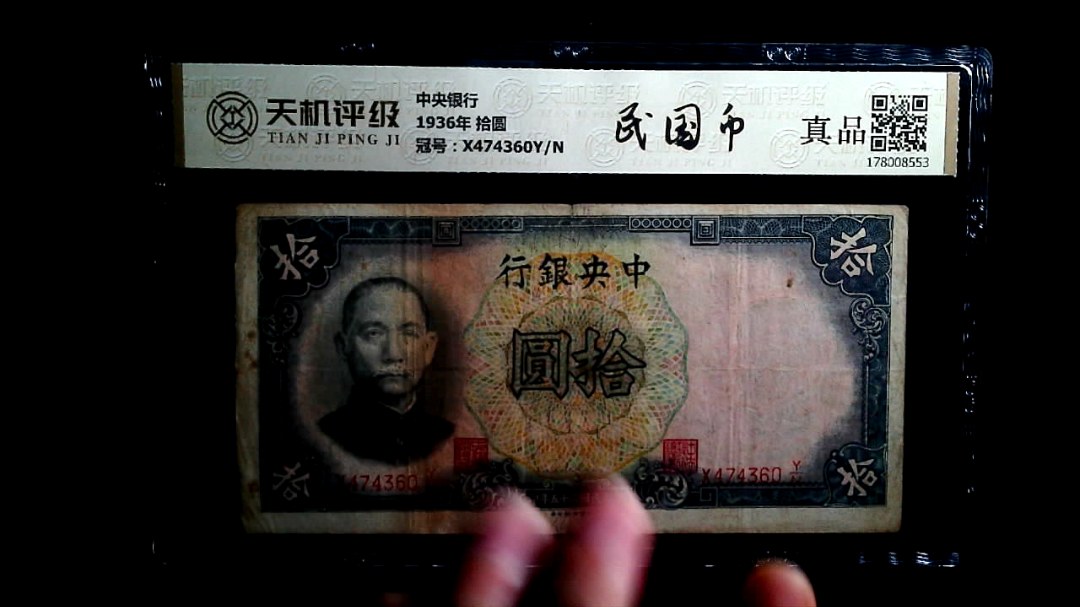 天机评级
TIAN JI PING JI
中央银行
1936年 拾圆
冠号：X474360Y/N
民国币
真品
178008553
拾
拾
行銀央中
圓拾
X474360 Y
拾
拾